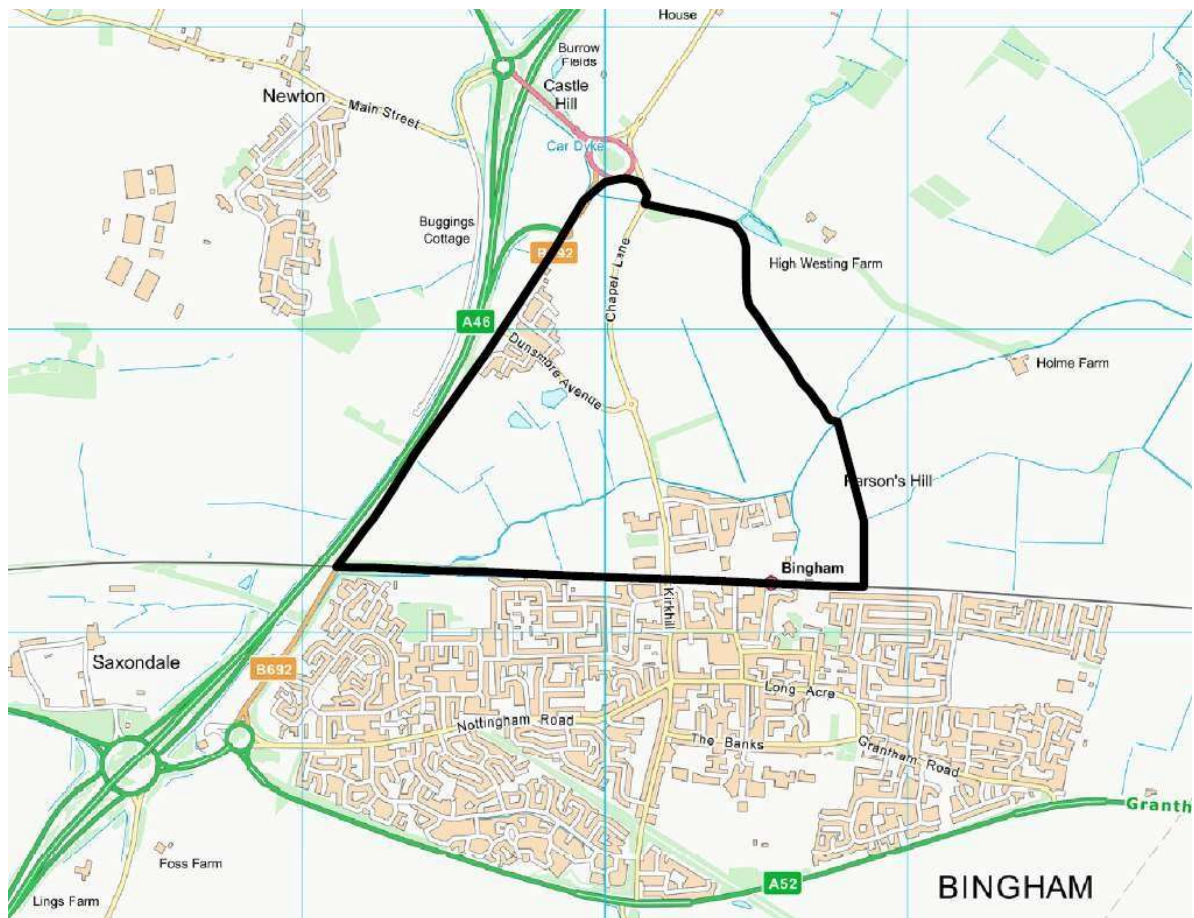 House
Burrow
Fields
Castle
Hill
Newton
Main Street
Car Dyke
Buggings
Cottage
High Westing Farm
Chapel Lane
A46
Dunsmore Avenue
Holme Farm
Parson's Hill
Bingham
Kirkhill
Saxondale
B692
Long Acre
Nottingham Road
The Banks
Grantham Road
Granth
Foss Farm
A52
BINGHAM
Lings Farm